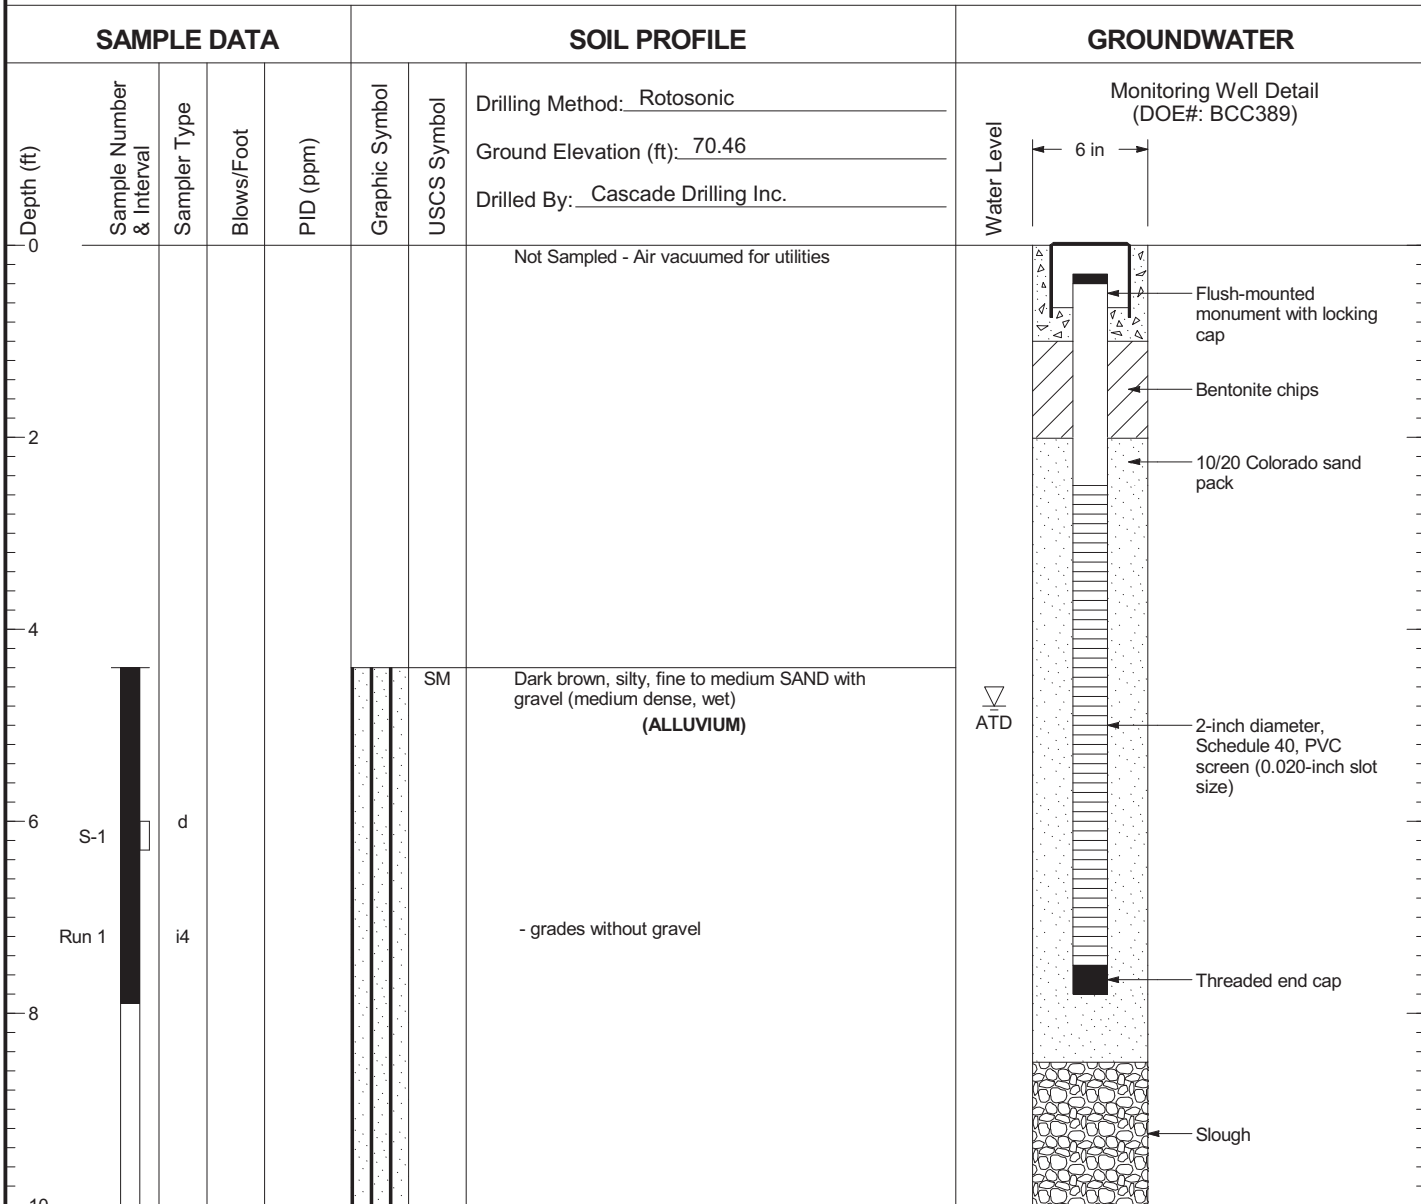 SAMPLE DATA
SOIL PROFILE
GROUNDWATER
Depth (ft)
Sample Number
& Interval
Sampler Type
Blows/Foot
PID (ppm)
Graphic Symbol
USCS Symbol
Drilling Method: Rotosonic
Ground Elevation (ft): 70.46
Drilled By: Cascade Drilling Inc.
Water Level
Monitoring Well Detail
(DOE#: BCC389)
6 in
0
Not Sampled - Air vacuumed for utilities
Flush-mounted
monument with locking
cap
Bentonite chips
2
10/20 Colorado sand
pack
4
SM
Dark brown, silty, fine to medium SAND with
gravel (medium dense, wet)
(ALLUVIUM)
ATD
2-inch diameter,
Schedule 40, PVC
screen (0.020-inch slot
size)
6
S-1
d
Run 1
i4
- grades without gravel
Threaded end cap
8
Slough
10